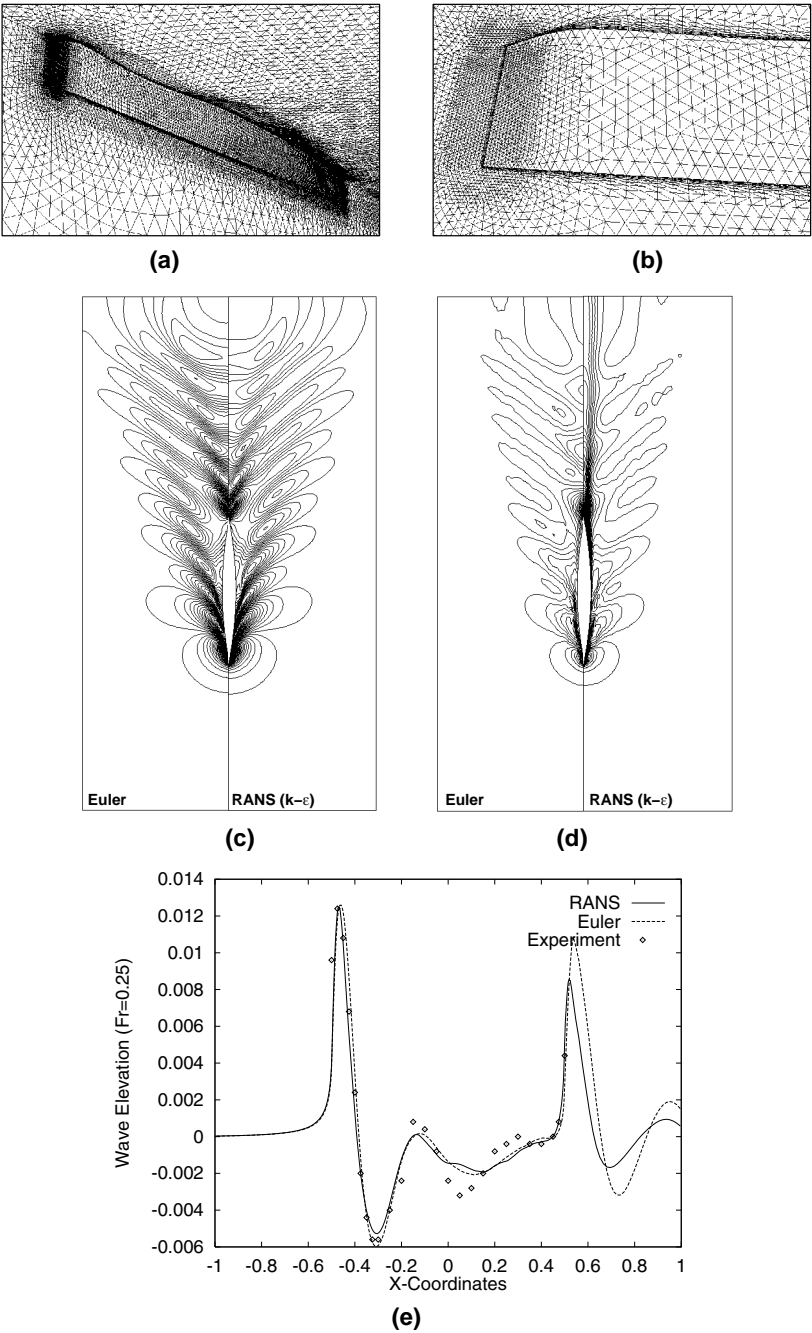 (a)
(b)
Euler
RANS (k−ε)
Euler
RANS (k−ε)
(c)
(d)
0.014
0.012
0.01
0.008
0.006
0.004
0.002
0
-0.002
-0.004
-0.006
Wave Elevation (Fr=0.25)
RANS
Euler
Experiment
-1
-0.8
-0.6
-0.4
-0.2
0
0.2
0.4
0.6
0.8
1
X-Coordinates
(e)